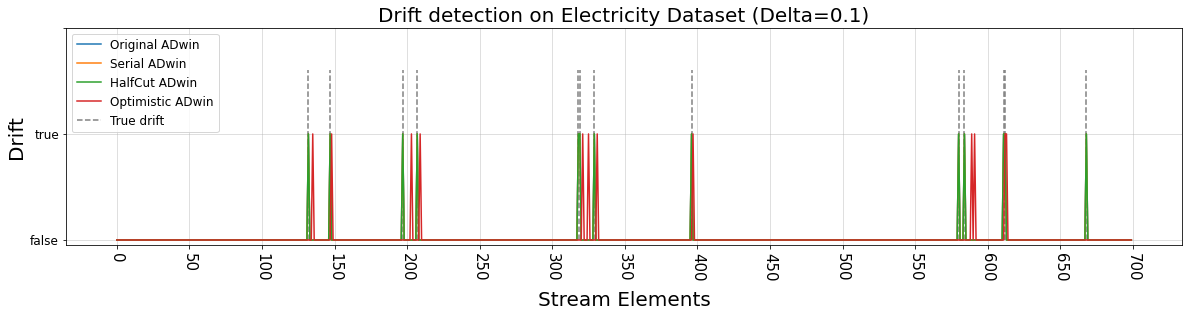 Drift detection on Electricity Dataset (Delta=0.1)
Original ADwin
Serial ADwin
HalfCut ADwin
Optimistic ADwin
True drift
Drift
true
false
0
50
100
150
200
250
300
350
400
450
500
550
600
650
700
Stream Elements